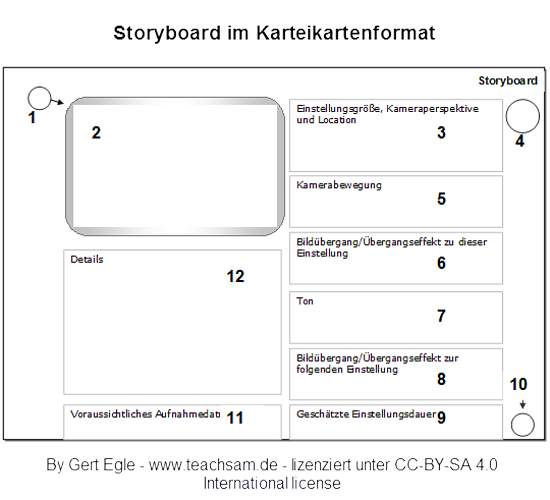 Storyboard im Karteikartenformat
Storyboard
1
2
Einstellungsgröße, Kameraperspektive
und Location
3
4
Kamerabewegung
5
Bildübergang/Übergangseffekt zu dieser
Einstellung
6
Details
12
Ton
7
Bildübergang/Übergangseffekt zur
folgenden Einstellung
8
10
Voraussichtliches Aufnahmedat
11
Geschätzte Einstellungsdauer
9
By Gert Egle - www.teachsam.de - lizenziert unter CC-BY-SA 4.0
International license